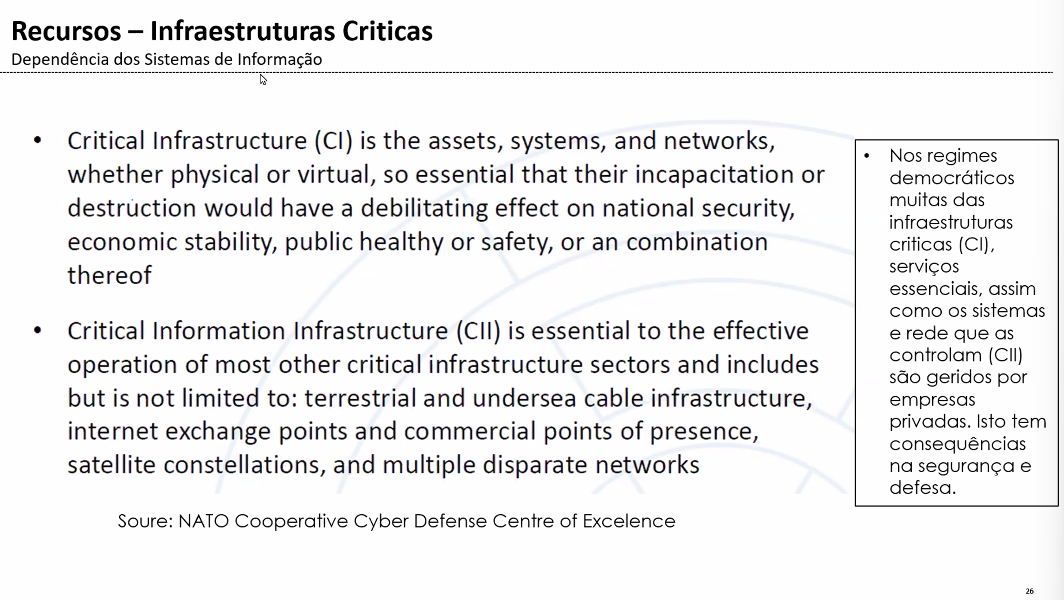 Recursos – Infraestruturas Criticas
Dependência dos Sistemas de Informação
• Critical Infrastructure (CI) is the assets, systems, and networks,
whether physical or virtual, so essential that their incapacitation or
destruction would have a debilitating effect on national security,
economic stability, public healthy or safety, or an combination
thereof
• Critical Information Infrastructure (CII) is essential to the effective
operation of most other critical infrastructure sectors and includes
but is not limited to: terrestrial and undersea cable infrastructure,
internet exchange points and commercial points of presence,
satellite constellations, and multiple disparate networks
Soure: NATO Cooperative Cyber Defense Centre of Excelence
• Nos regimes
democráticos
muitas das
infraestruturas
criticas (CI),
serviços
essenciais, assim
como os sistemas
e rede que as
controlam (CII)
são geridos por
empresas
privadas. Isto tem
consequências
na segurança e
defesa.
26